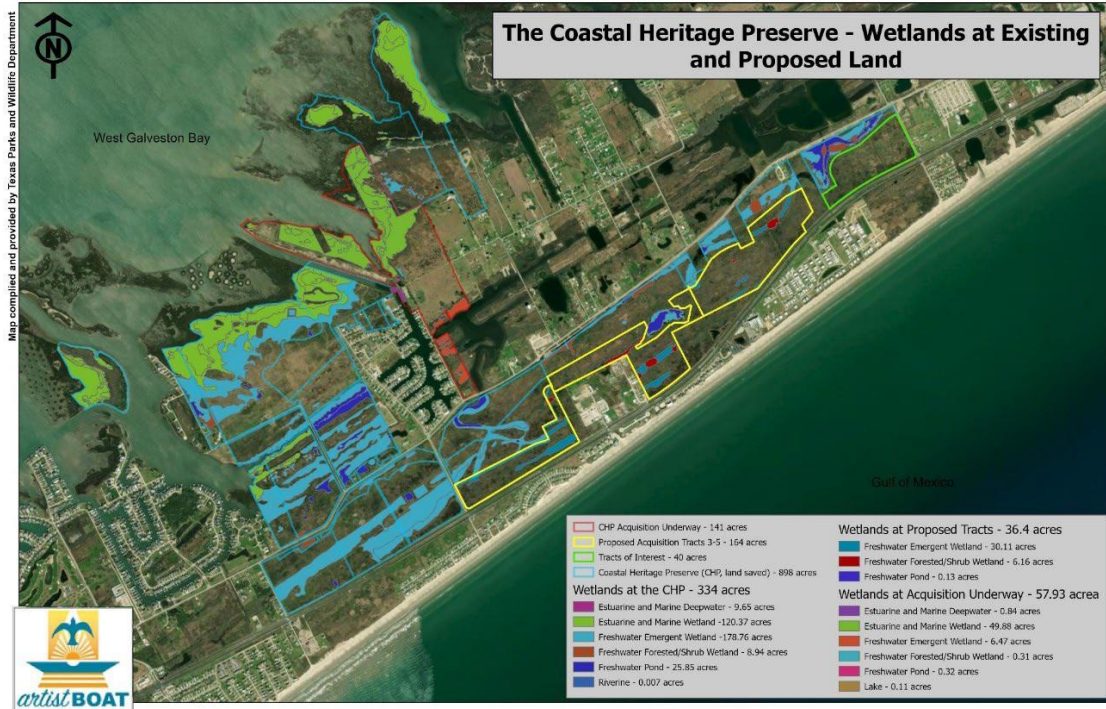 Map complied and provided by Texas Parks and Wildlife Department
N
The Coastal Heritage Preserve - Wetlands at Existing
and Proposed Land
West Galveston Bay
Gulf of Mexico
CHP Acquisition Underway - 141 acres
Proposed Acquisition Tracts 3-5 - 164 acres
Tracts of Interest - 40 acres
Coastal Heritage Preserve (CHP, land saved) - 898 acres
Wetlands at the CHP - 334 acres
Estuarine and Marine Deepwater - 9.65 acres
Estuarine and Marine Wetland -120.37 acres
Freshwater Emergent Wetland -178.76 acres
Freshwater Forested/Shrub Wetland - 8.94 acres
Freshwater Pond - 25.85 acres
Riverine - 0.007 acres
Wetlands at Proposed Tracts - 36.4 acres
Freshwater Emergent Wetland - 30.11 acres
Freshwater Forested/Shrub Wetland - 6.16 acres
Freshwater Pond - 0.13 acres
Wetlands at Acquisition Underway - 57.93 acrea
Estuarine and Marine Deepwater - 0.84 acres
Estuarine and Marine Wetland - 49.88 acres
Freshwater Emergent Wetland - 6.47 acres
Freshwater Forested/Shrub Wetland - 0.31 acres
Freshwater Pond - 0.32 acres
Lake - 0.11 acres
artist BOAT